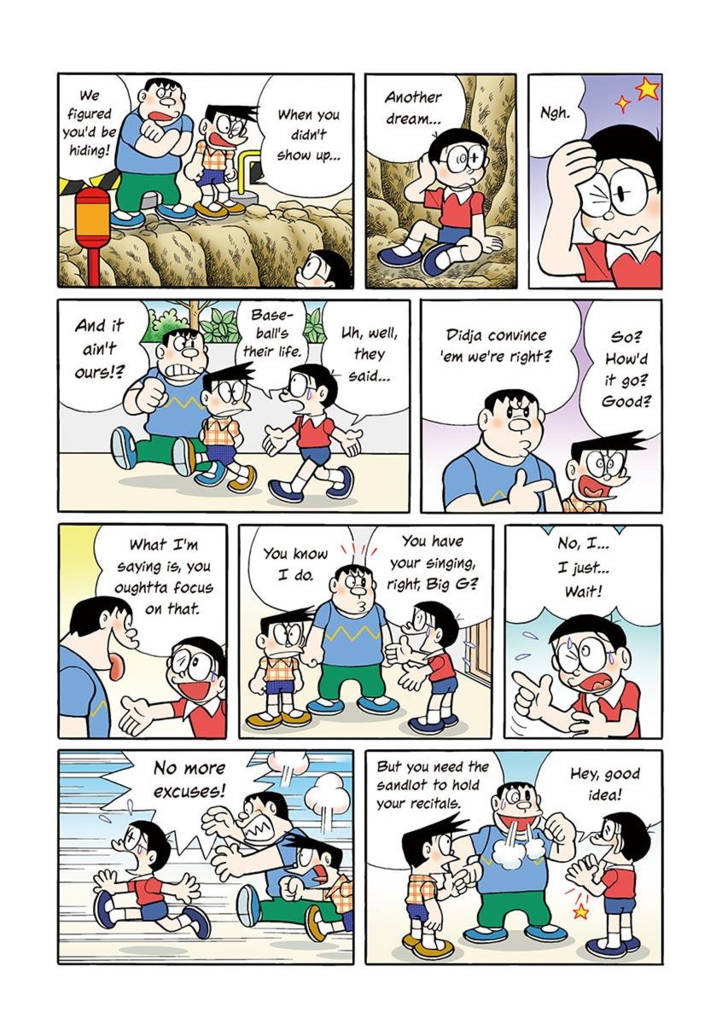 Ngh.
Another
dream...
When you
didn't
show up...
We
figured
you'd be
hiding!
So?
How'd
it go?
Good?
Didja convince
'em we're right?
Uh, well,
they
said...
Base-
ball's
their life.
And it
ain't
ours!?
No, I...
I just...
Wait!
You have
your singing,
right, Big G?
You know
I do.
What I'm
saying is, you
oughtta focus
on that.
Hey, good
idea!
But you need the
sandlot to hold
your recitals.
No more
excuses!